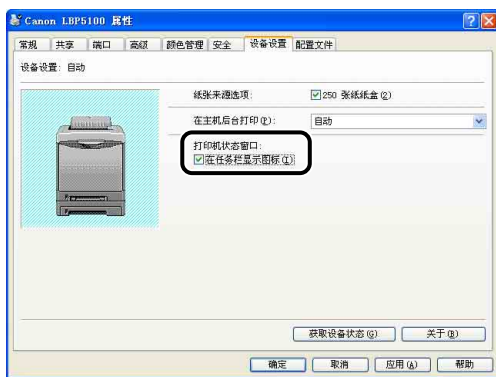 Canon LBP5100 属性
常规 共享 端口 高级 颜色管理 安全 设备设置 配置文件
设备设置: 自动
纸张来源选项: 250 张纸纸盒(2)
在主机后台打印(P): 自动
打印机状态窗口:
在任务栏显示图标(I)
获取设备状态(G) 关于(B)
确定 取消 应用(A) 帮助